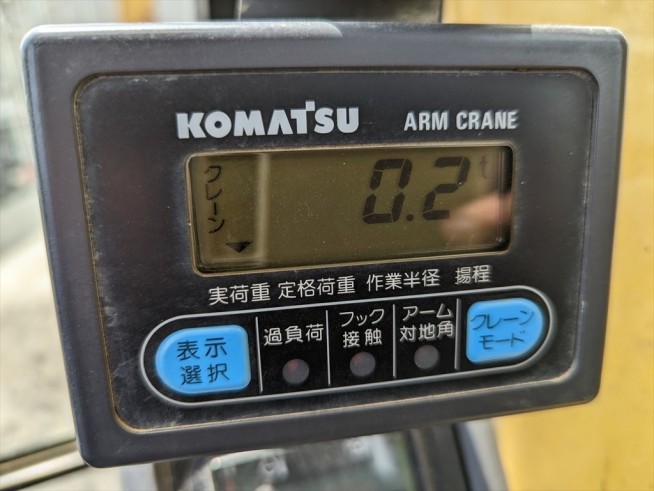 KOMATSU ARM CRANE
クレーン
0.2 t
実荷重 定格荷重 作業半径 揚程
表示
選択
過負荷
フック
接触
アーム
対地角
クレーン
モード